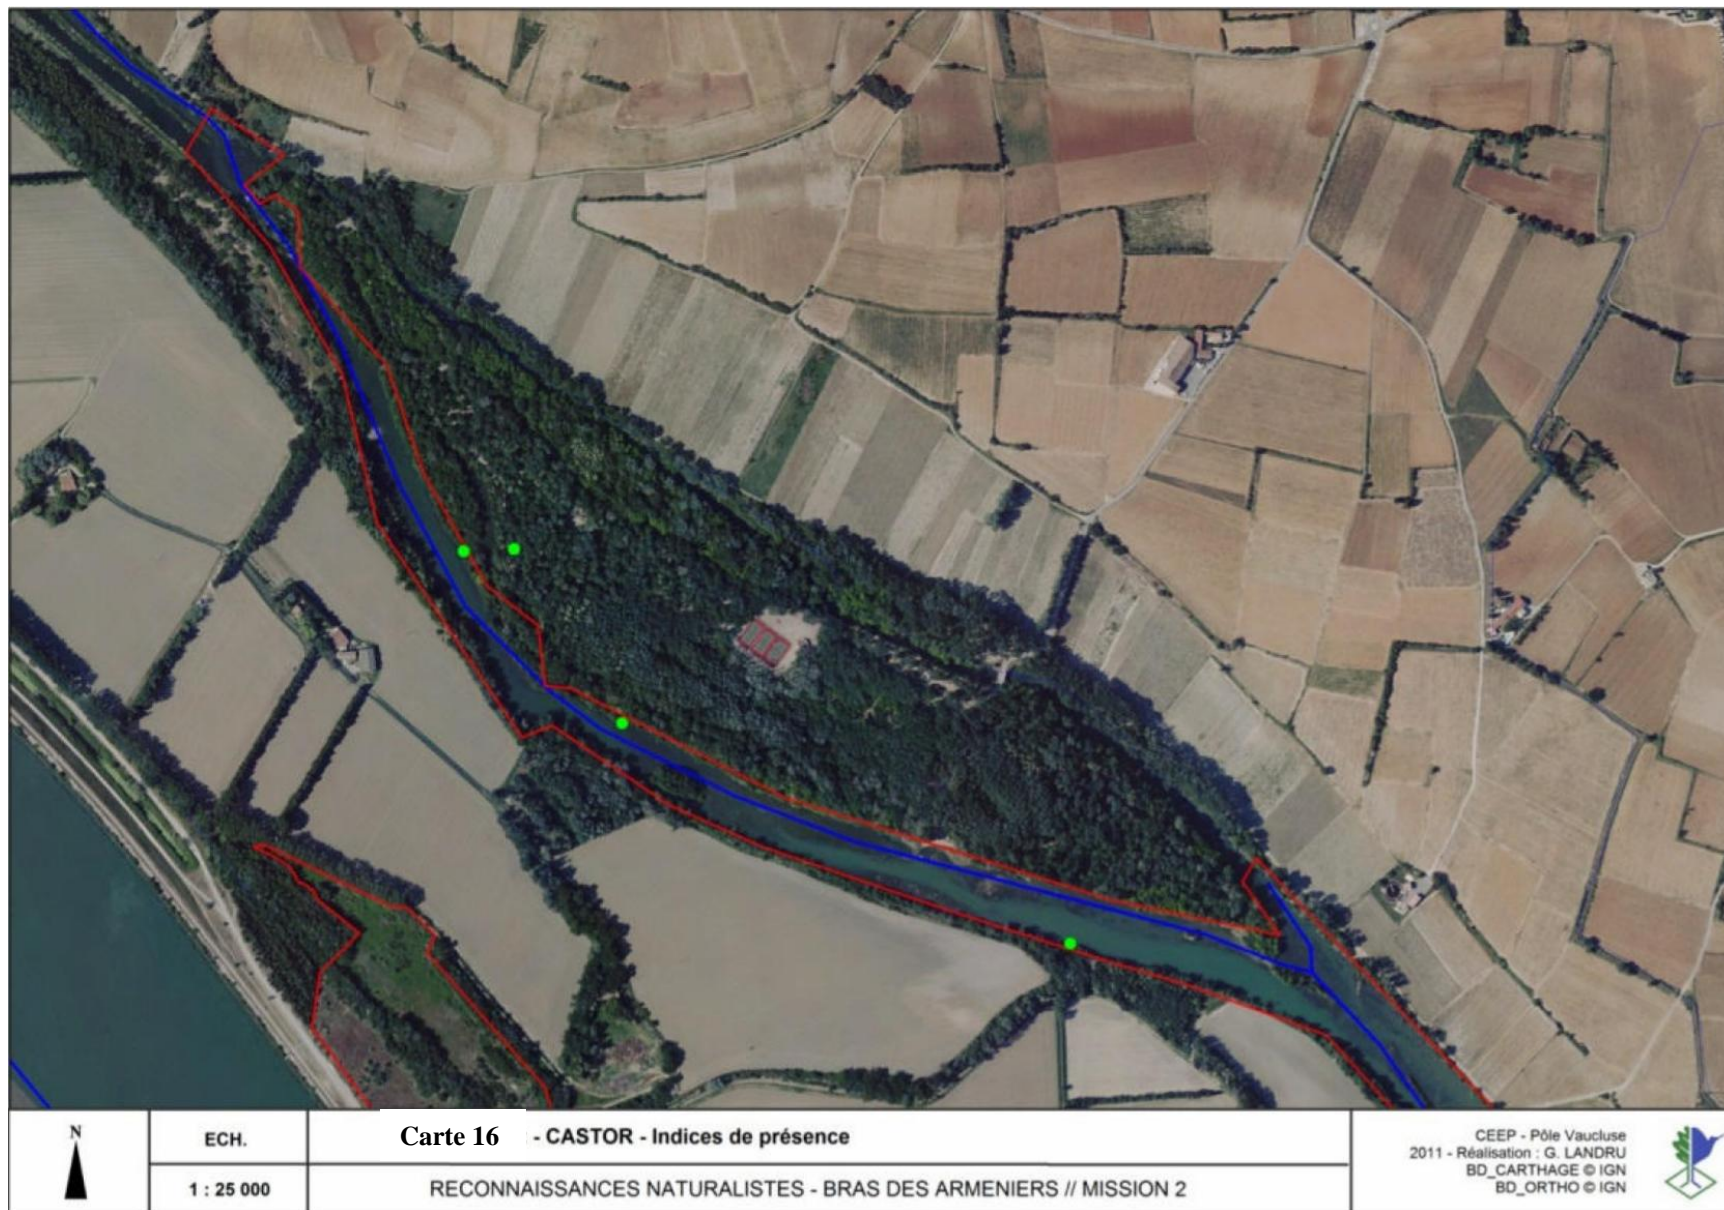 N
ECH.
1 : 25 000
Carte 16 : - CASTOR - Indices de présence
RECONNAISSANCES NATURALISTES - BRAS DES ARMENIERS // MISSION 2
CEEP - Pôle Vaucluse
2011 - Réalisation : G. LANDRU
BD_CARTHAGE © IGN
BD_ORTHO © IGN